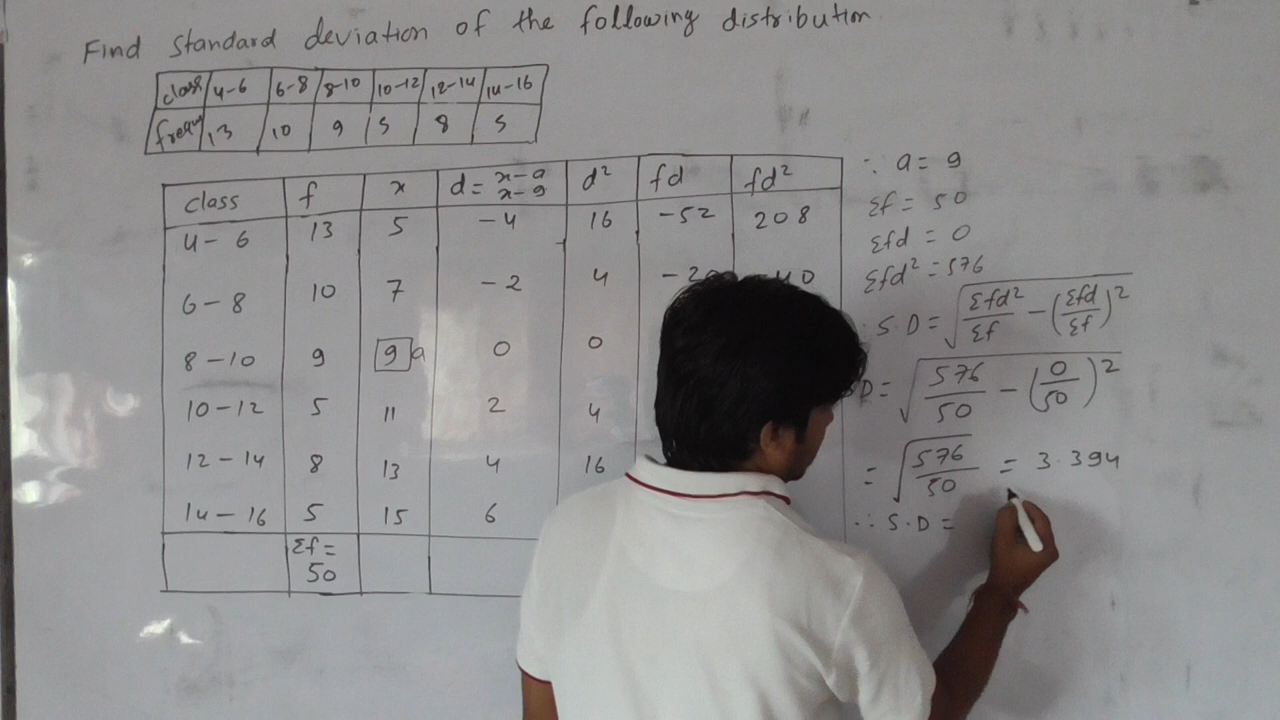 Find standard deviation of the following distribution
class 4-6 6-8 8-10 10-12 12-14 14-16
frequ 13 10 9 5 8 5
class f x d = x-a x-9 d² fd fd²
4-6 13 5 -4 16 -52 208
6-8 10 7 -2 4 -20 40
8-10 9 9 a 0 0
10-12 5 11 2 4
12-14 8 13 4 16
14-16 5 15 6
Σf = 50
∵ a = 9
Σf = 50
Σfd = 0
Σfd² = 576
S.D = √(Σfd²/Σf - (Σfd/Σf)²)
D = √(576/50 - (0/50)²)
= √(576/50) = 3.394
∴ S.D =